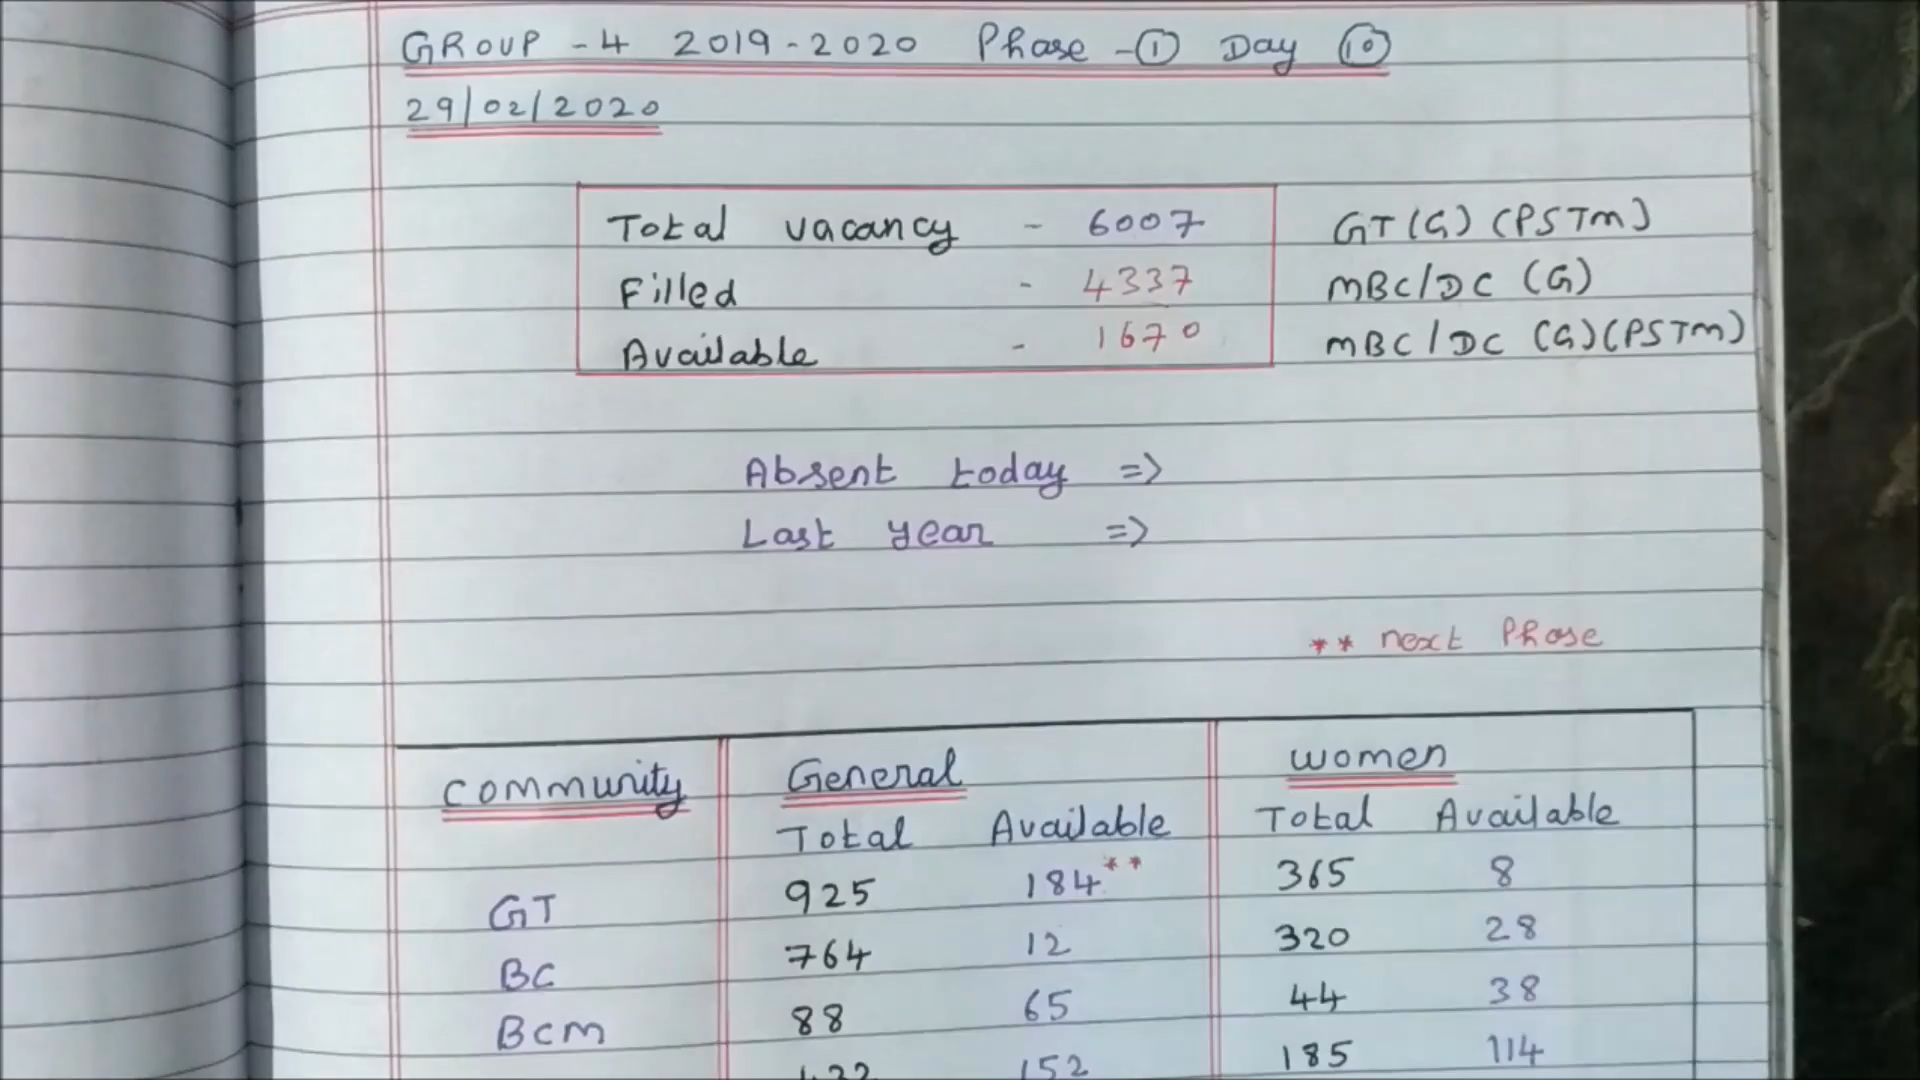 GROUP - 4 2019-2020 Phase - ① Day ⑩
29/02/2020
Total vacancy - 6007 GT (G) (PSTM)
Filled - 4337 MBC/DC (G)
Available - 1670 MBC/DC (G) (PSTM)
Absent today =>
Last year =>
** next Phase
Community General Women
Total Available Total Available
GT 925 184** 365 8
BC 764 12 320 28
BCM 88 65 44 38
152 185 114